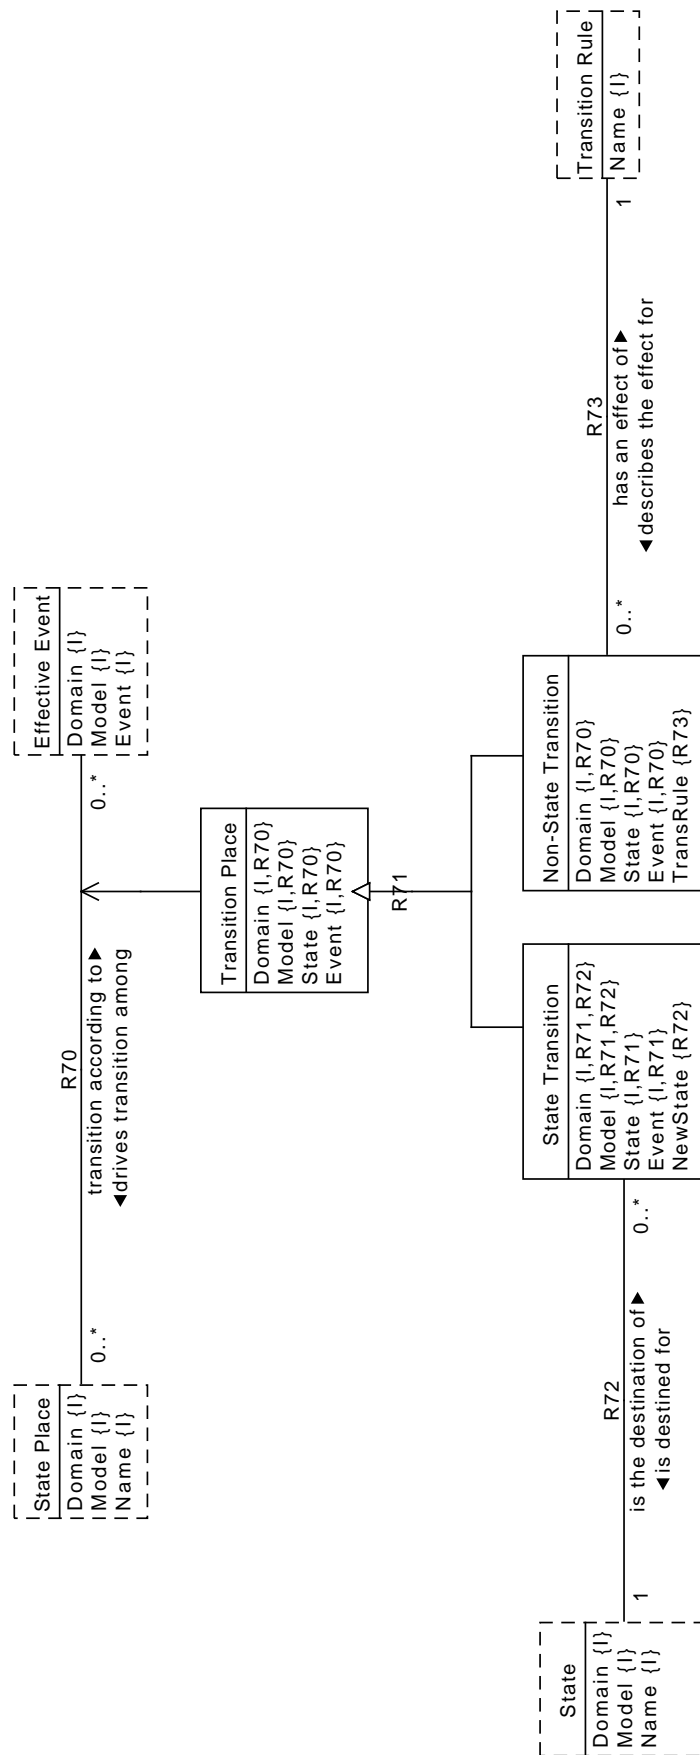 State Place
Domain {I}
Model {I}
Name {I}
0..*
R70
transition according to ▶
◀ drives transition among
0..*
Effective Event
Domain {I}
Model {I}
Event {I}
Transition Place
Domain {I,R70}
Model {I,R70}
State {I,R70}
Event {I,R70}
R71
State
Domain {I}
Model {I}
Name {I}
1
R72
is the destination of ▶
◀ is destined for
0..*
State Transition
Domain {I,R71,R72}
Model {I,R71,R72}
State {I,R71}
Event {I,R71}
NewState {R72}
Non-State Transition
Domain {I,R70}
Model {I,R70}
State {I,R70}
Event {I,R70}
TransRule {R73}
0..*
R73
has an effect of ▶
◀ describes the effect for
1
Transition Rule
Name {I}